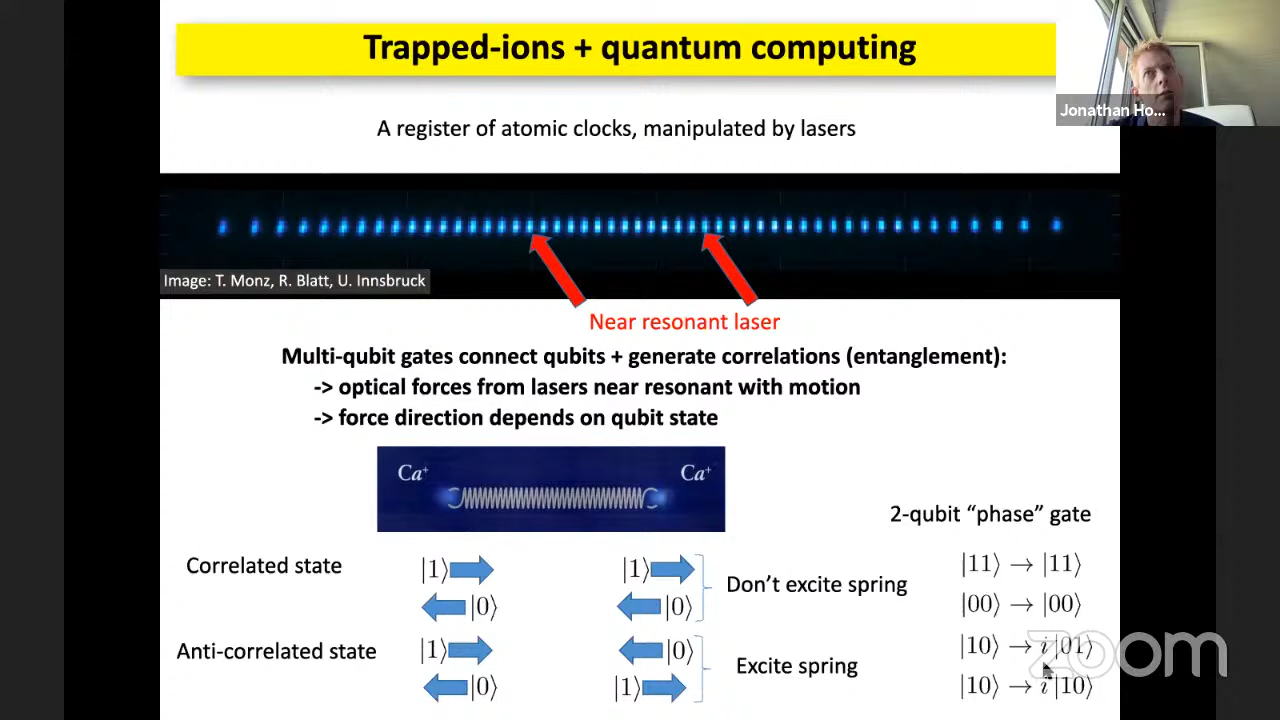 Trapped-ions + quantum computing
Jonathan Ho...
A register of atomic clocks, manipulated by lasers
Image: T. Monz, R. Blatt, U. Innsbruck
Near resonant laser
Multi-qubit gates connect qubits + generate correlations (entanglement):
-> optical forces from lasers near resonant with motion
-> force direction depends on qubit state
Ca⁺ Ca⁺
2-qubit “phase” gate
Correlated state
|1⟩ |1⟩
|0⟩ |0⟩
Don’t excite spring
Anti-correlated state
|1⟩ |0⟩
|0⟩ |1⟩
Excite spring
|11⟩ → |11⟩
|00⟩ → |00⟩
|10⟩ → i|01⟩
|10⟩ → i|10⟩
zoom